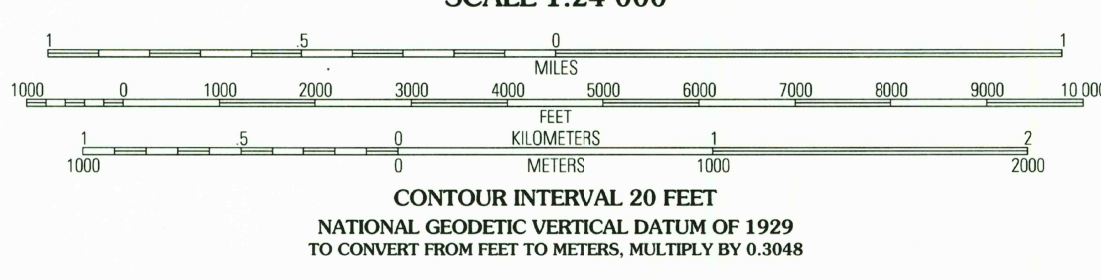 SCALE 1:24 000
1 .5 0 1
MILES
1000 0 1000 2000 3000 4000 5000 6000 7000 8000 9000 10 000
FEET
1 .5 0 KILOMETERS 1 2
1000 0 METERS 1000 2000
CONTOUR INTERVAL 20 FEET
NATIONAL GEODETIC VERTICAL DATUM OF 1929
TO CONVERT FROM FEET TO METERS, MULTIPLY BY 0.3048